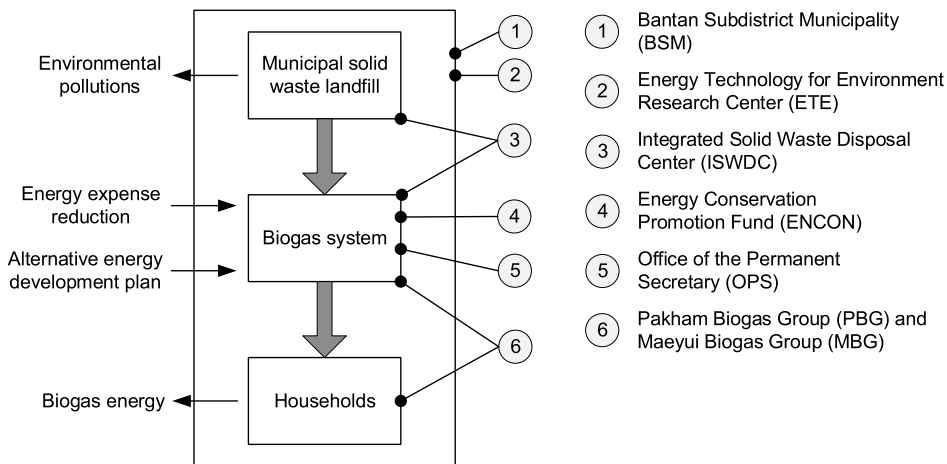 Environmental
pollutions
Municipal solid
waste landfill
Energy expense
reduction
Biogas system
Alternative energy
development plan
Biogas energy
Households
1
2
3
4
5
6
1
Bantan Subdistrict Municipality
(BSM)
2
Energy Technology for Environment
Research Center (ETE)
3
Integrated Solid Waste Disposal
Center (ISWDC)
4
Energy Conservation
Promotion Fund (ENCON)
5
Office of the Permanent
Secretary (OPS)
6
Pakham Biogas Group (PBG) and
Maeyui Biogas Group (MBG)